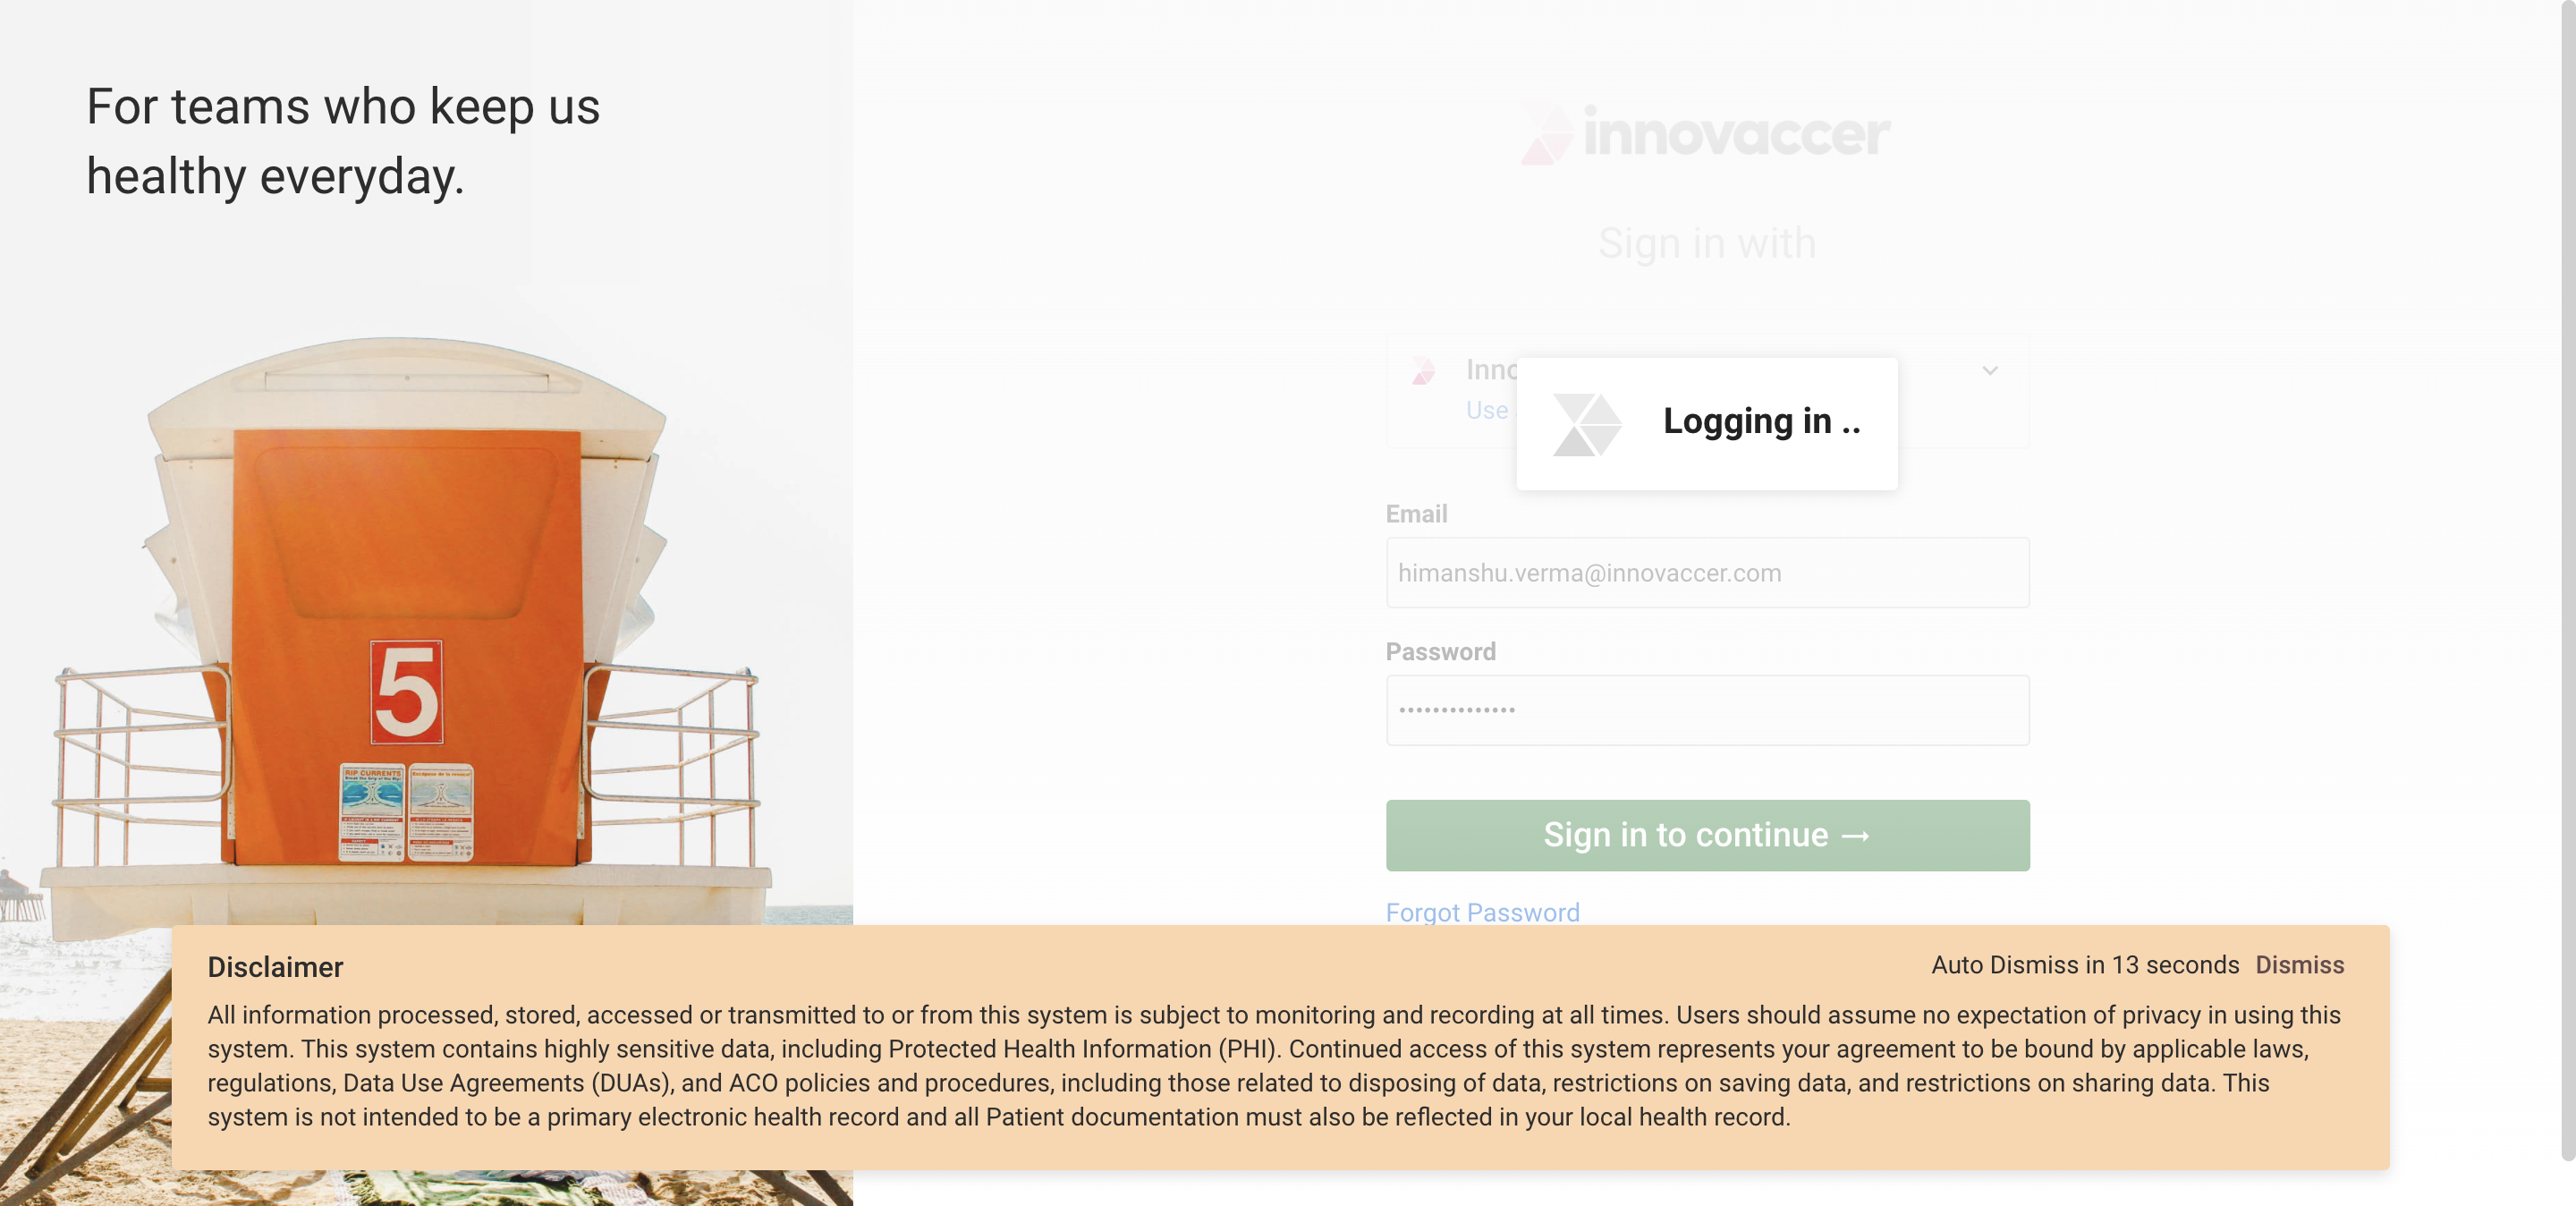 For teams who keep us
healthy everyday.
5
RIP CURRENTS
innovaccer
Sign in with
Inno
Use
Logging in ..
Email
himanshu.verma@innovaccer.com
Password
Sign in to continue →
Forgot Password
Disclaimer
Auto Dismiss in 13 seconds Dismiss
All information processed, stored, accessed or transmitted to or from this system is subject to monitoring and recording at all times. Users should assume no expectation of privacy in using this
system. This system contains highly sensitive data, including Protected Health Information (PHI). Continued access of this system represents your agreement to be bound by applicable laws,
regulations, Data Use Agreements (DUAs), and ACO policies and procedures, including those related to disposing of data, restrictions on saving data, and restrictions on sharing data. This
system is not intended to be a primary electronic health record and all Patient documentation must also be reflected in your local health record.